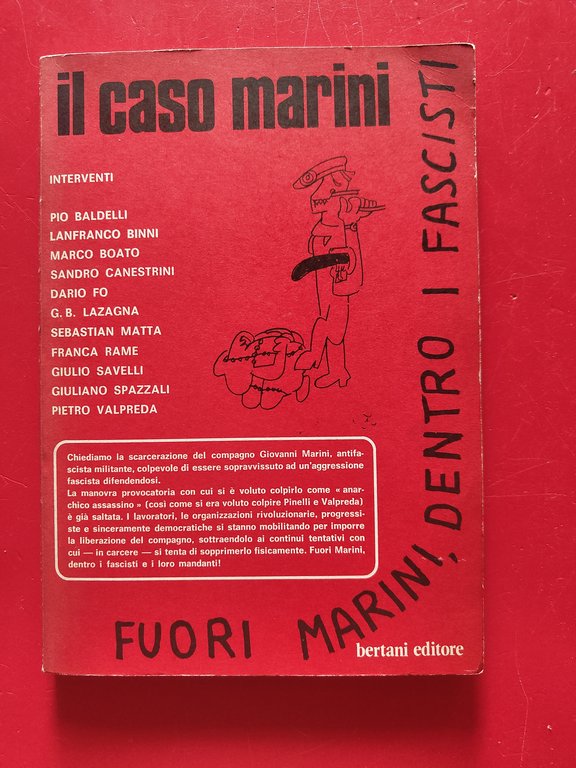 il caso marini
INTERVENTI
PIO BALDELLI
LANFRANCO BINNI
MARCO BOATO
SANDRO CANESTRINI
DARIO FO
G. B. LAZAGNA
SEBASTIAN MATTA
FRANCA RAME
GIULIO SAVELLI
GIULIANO SPAZZALI
PIETRO VALPREDA
Chiediamo la scarcerazione del compagno Giovanni Marini, antifa-
scista militante, colpevole di essere sopravvissuto ad un'aggressione
fascista difendendosi.
La manovra provocatoria con cui si è voluto colpirlo come « anar-
chico assassino » (così come si era voluto colpire Pinelli e Valpreda)
è già saltata. I lavoratori, le organizzazioni rivoluzionarie, progressi-
ste e sinceramente democratiche si stanno mobilitando per imporre
la liberazione del compagno, sottraendolo ai continui tentativi con
cui — in carcere — si tenta di sopprimerlo fisicamente. Fuori Marini,
dentro i fascisti e i loro mandanti!
FUORI MARINI, DENTRO I FASCISTI
bertani editore